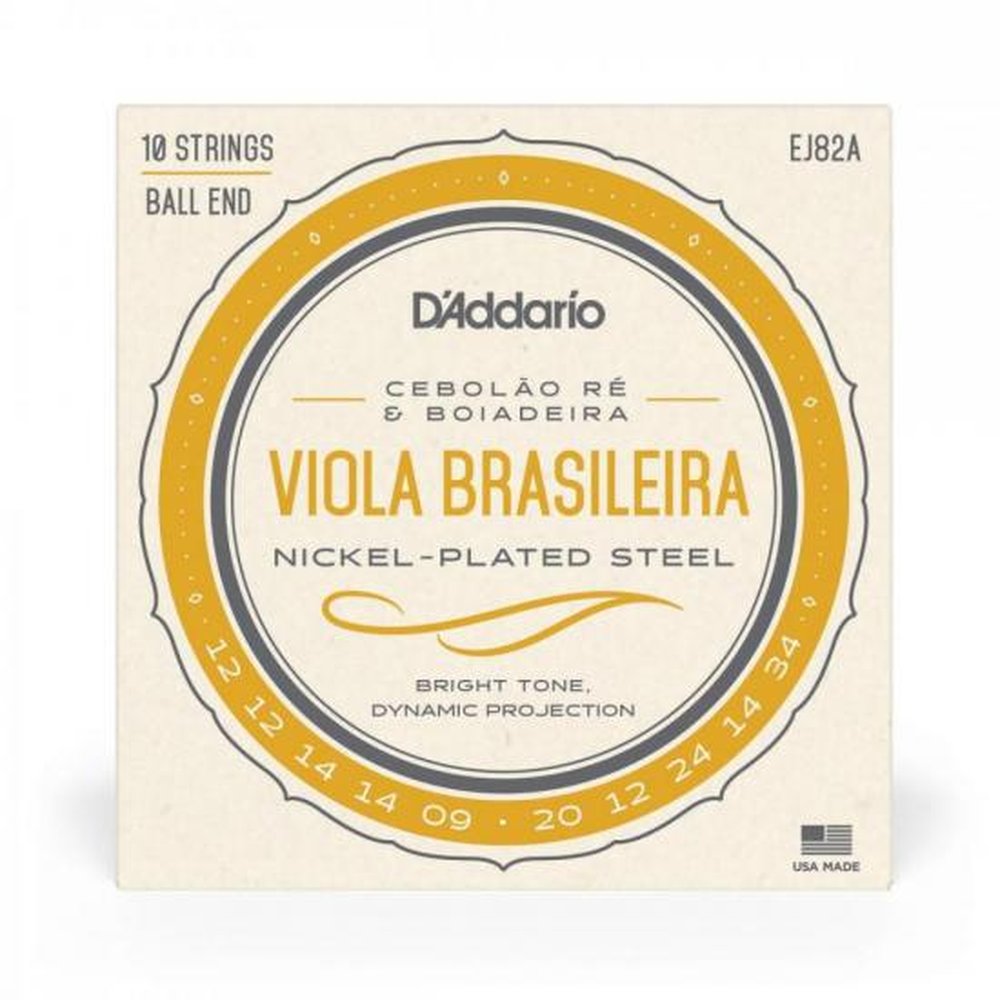 10 STRINGS
BALL END
EJ82A
D'Addario
CEBOLÃO RÉ
& BOIADEIRA
VIOLA BRASILEIRA
NICKEL-PLATED STEEL
BRIGHT TONE,
DYNAMIC PROJECTION
12 12 14 14 09 · 20 12 24 14 34
USA MADE